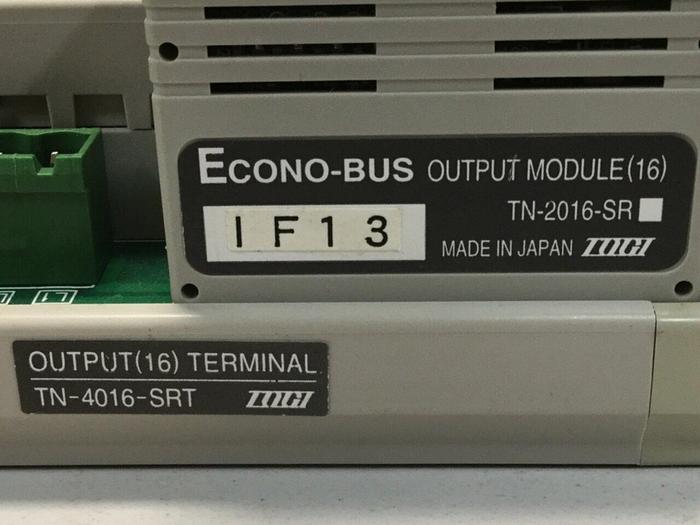 ECONO-BUS OUTPUT MODULE(16)
TN-2016-SR
IF13
MADE IN JAPAN TOGI
OUTPUT(16) TERMINAL
TN-4016-SRT TOGI
L1